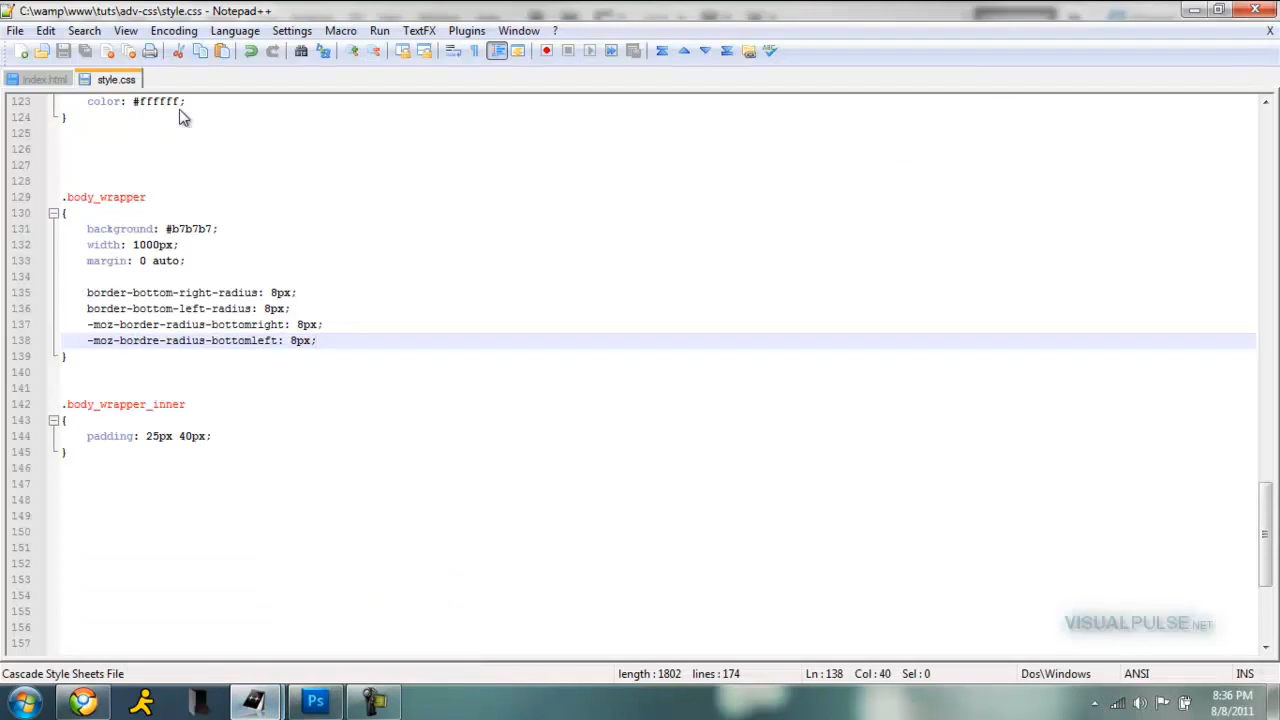 C:\wamp\www\tuts\adv-css\style.css - Notepad++
File Edit Search View Encoding Language Settings Macro Run TextFX Plugins Window ? X
index.html style.css
123 color: #ffffff;
124 }
125
126
127
128
129 .body_wrapper
130 {
131 background: #b7b7b7;
132 width: 1000px;
133 margin: 0 auto;
134
135 border-bottom-right-radius: 8px;
136 border-bottom-left-radius: 8px;
137 -moz-border-radius-bottomright: 8px;
138 -moz-bordre-radius-bottomleft: 8px;
139 }
140
141
142 .body_wrapper_inner
143 {
144 padding: 25px 40px;
145 }
146
147
148
149
150
151
152
153
154
155
156
157
VISUALPULSE.NET
Cascade Style Sheets File length : 1802 lines : 174 Ln : 138 Col : 40 Sel : 0 Dos\Windows ANSI INS
Ps
8:36 PM
8/8/2011